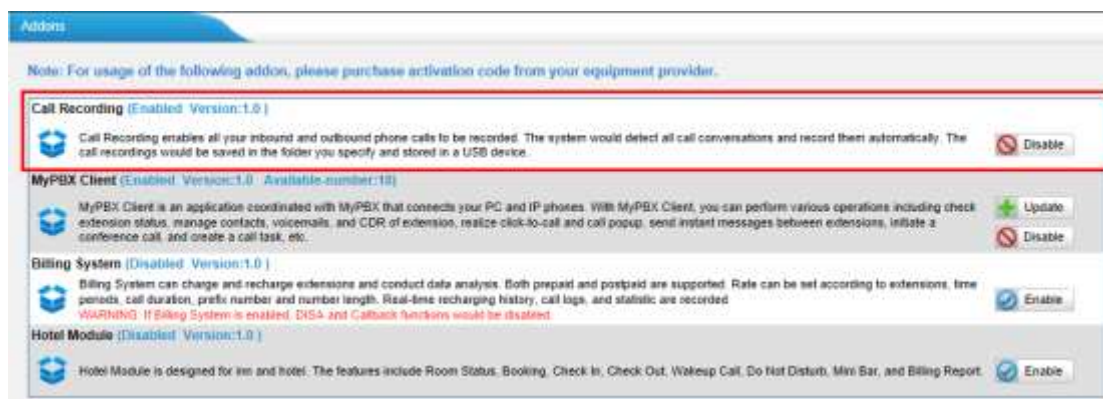 Addons
Note: For usage of the following addon, please purchase activation code from your equipment provider.
Call Recording (Enabled Version:1.0 )
Call Recording enables all your inbound and outbound phone calls to be recorded. The system would detect all call conversations and record them automatically. The
call recordings would be saved in the folder you specify and stored in a USB device.
Disable
MyPBX Client (Enabled Version:1.0 Available-number:10)
MyPBX Client is an application coordinated with MyPBX that connects your PC and IP phones. With MyPBX Client, you can perform various operations including check
extension status, manage contacts, voicemails, and CDR of extension, realize click-to-call and call popup, send instant messages between extensions, initiate a
conference call, and create a call task, etc.
Update
Disable
Billing System (Disabled Version:1.0 )
Billing System can charge and recharge extensions and conduct data analysis. Both prepaid and postpaid are supported. Rate can be set according to extensions, time
periods, call duration, prefix number and number length. Real-time recharging history, call logs, and statistic are recorded
WARNING: If Billing System is enabled, DISA and Callback functions would be disabled.
Enable
Hotel Module (Disabled Version:1.0 )
Hotel Module is designed for inn and hotel. The features include Room Status, Booking, Check In, Check Out, Wakeup Call, Do Not Disturb, Mini Bar, and Billing Report.
Enable